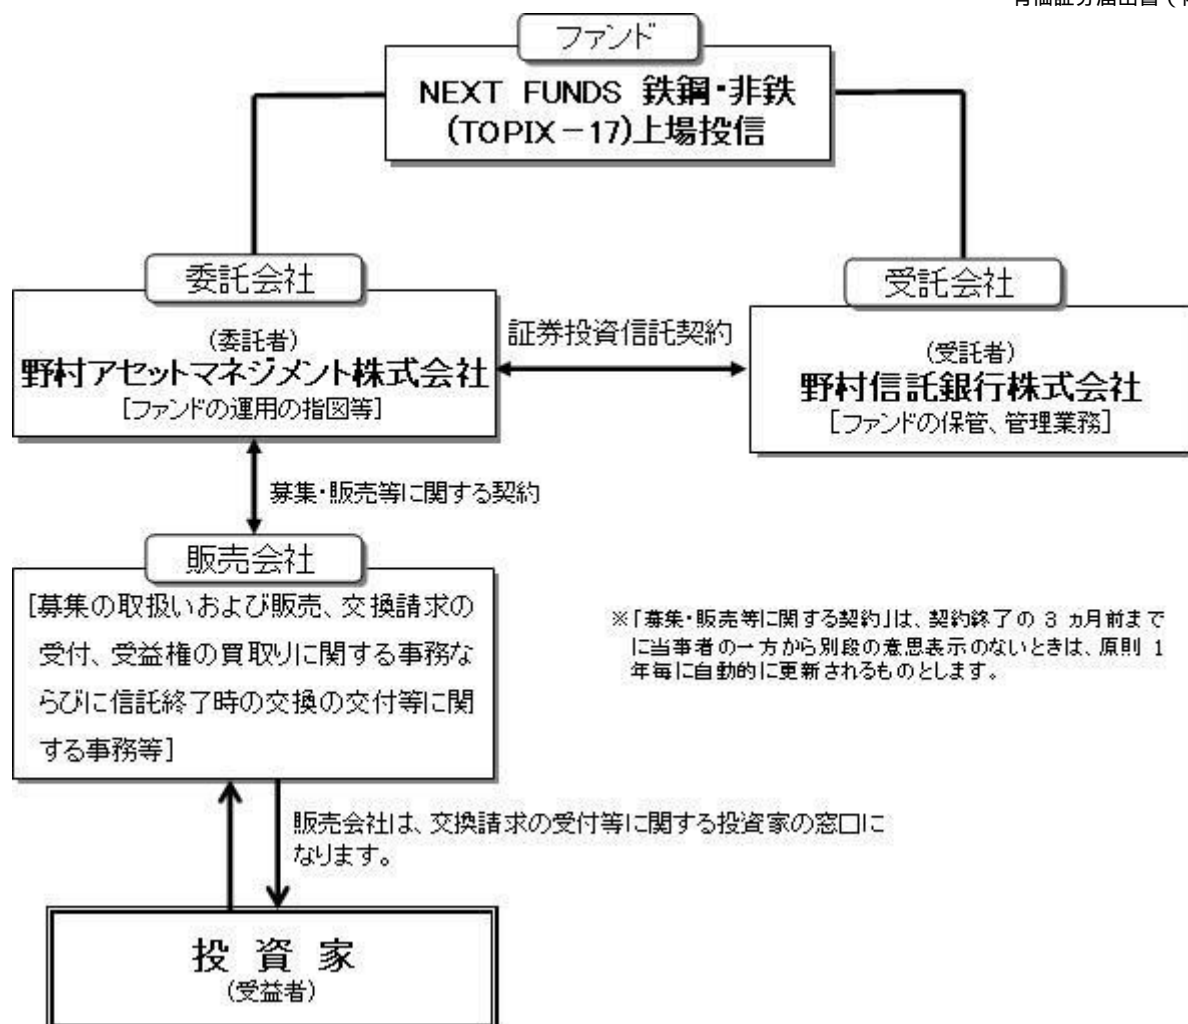 有価証券届出書（
ファンド
NEXT FUNDS 鉄鋼・非鉄
(TOPIX－17)上場投信
委託会社
(委託者)
野村アセットマネジメント株式会社
[ファンドの運用の指図等]
証券投資信託契約
受託会社
(受託者)
野村信託銀行株式会社
[ファンドの保管、管理業務]
募集・販売等に関する契約
販売会社
[募集の取扱いおよび販売、交換請求の
受付、受益権の買取りに関する事務な
らびに信託終了時の交換の交付等に関
する事務等]
※「募集・販売等に関する契約」は、契約終了の 3 ヵ月前まで
に当事者の一方から別段の意思表示のないときは、原則 1
年毎に自動的に更新されるものとします。
販売会社は、交換請求の受付等に関する投資家の窓口に
なります。
投 資 家
(受益者)